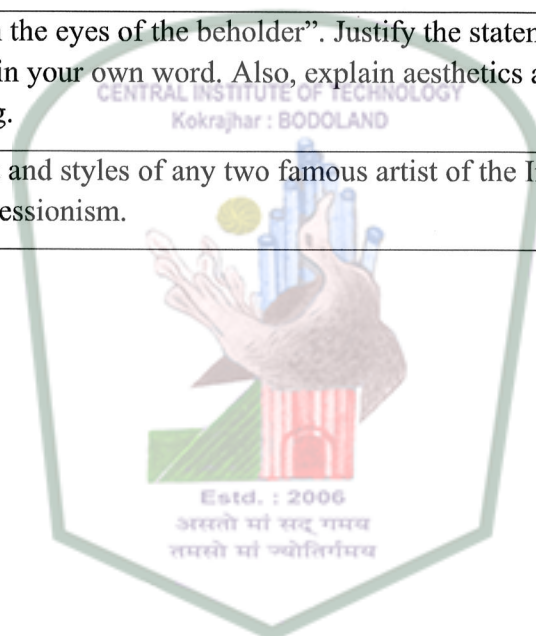 the eyes of the beholder”. Justify the
in your own word. Also, explain aesthetics
CENTRAL INSTITUTE OF TECHNOLOGY
Kokrajhar : BODOLAND
and styles of any two famous artist of the
essionism.
Estd. : 2006
असतो मां सद् गमय
तमसो मां ज्योतिर्गमय